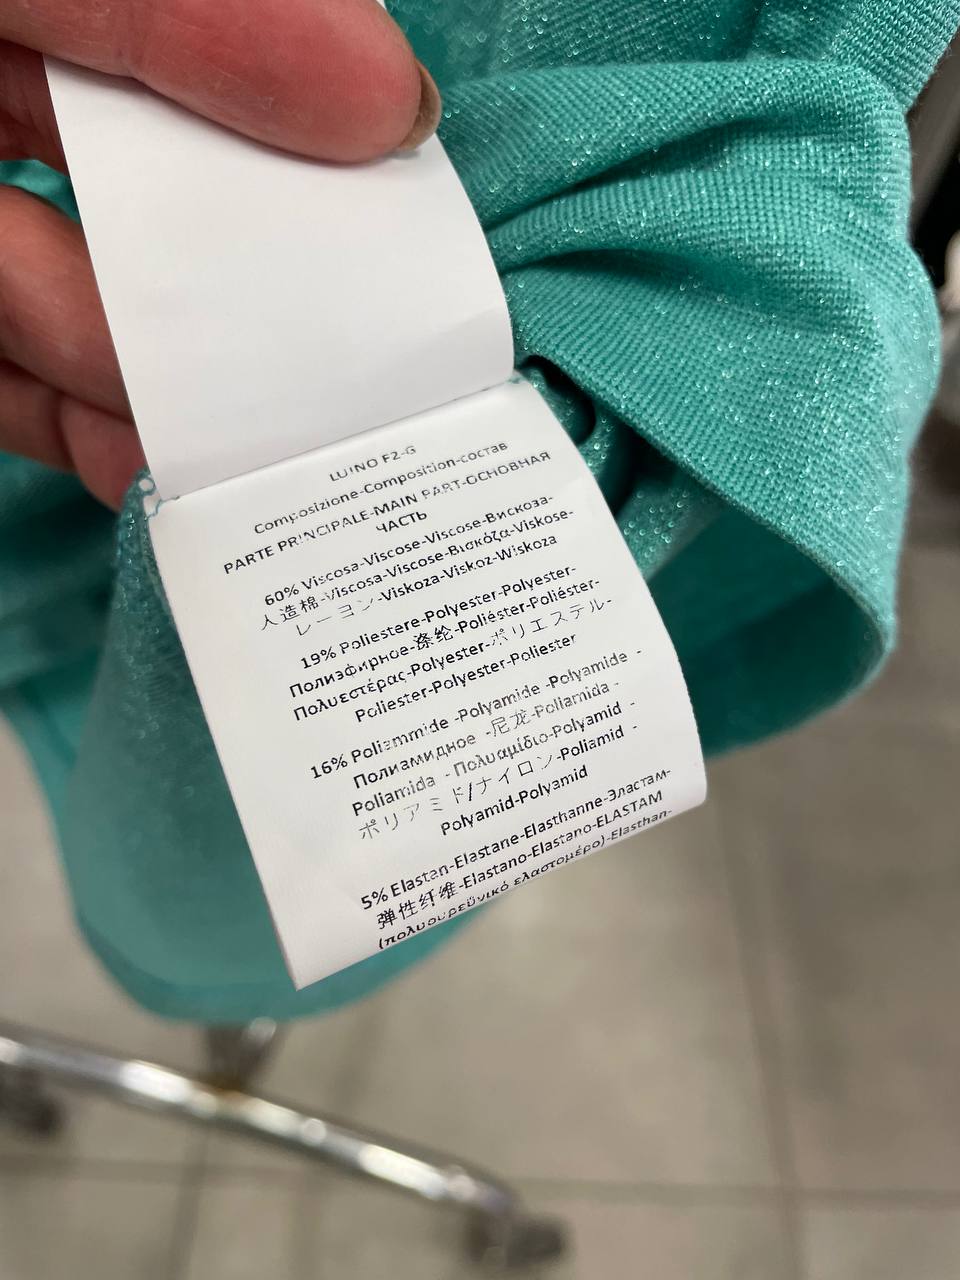 LUINO F2-G
Composizione-Composition-состав
PARTE PRINCIPALE-MAIN PART-ОСНОВНАЯ
ЧАСТЬ
60% Viscosa-Viscose-Viscose-Вискоза-
人造棉-Viscosa-Viscose-Βισκόζα-Viskose-
レーヨン-Viskoza-Viskoz-Wiskoza
19% Poliestere-Polyester-Polyester-
Полиэфирное-涤纶-Poliéster-Poliéster-
Πολυεστέρας-Polyester-ポリエステル-
Poliester-Polyester-Poliester
16% Poliammide -Polyamide -Polyamide -
Полиамидное -尼龙-Poliamida -
Poliamida - Πολυαμίδιο-Polyamid -
ポリアミド/ナイロン-Poliamid -
Polyamid-Polyamid
5% Elastan-Elastane-Elasthanne-Эластам-
弹性纤维-Elastano-Elastano-ELASTAM
(πολυουρεϋνικό ελαστομέρο)-Elasthan-